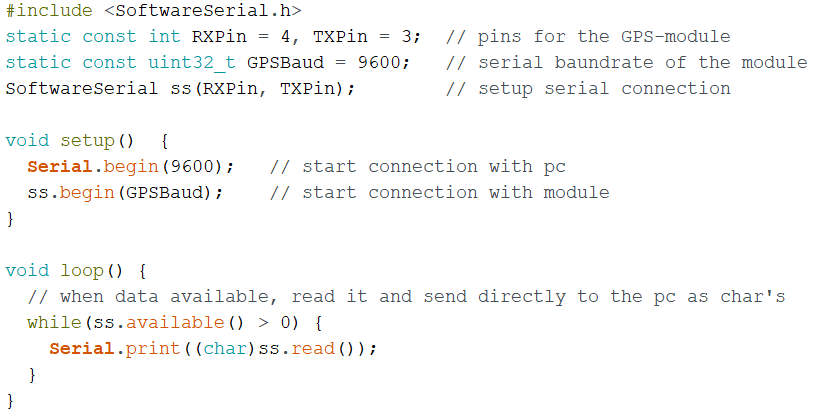 #include <SoftwareSerial.h>
static const int RXPin = 4, TXPin = 3;  // pins for the GPS-module
static const uint32_t GPSBaud = 9600;   // serial baundrate of the module
SoftwareSerial ss(RXPin, TXPin);        // setup serial connection

void setup()  {
  Serial.begin(9600);   // start connection with pc
  ss.begin(GPSBaud);    // start connection with module
}

void loop() {
  // when data available, read it and send directly to the pc as char's
  while(ss.available() > 0) {
    Serial.print((char)ss.read());
  }
}